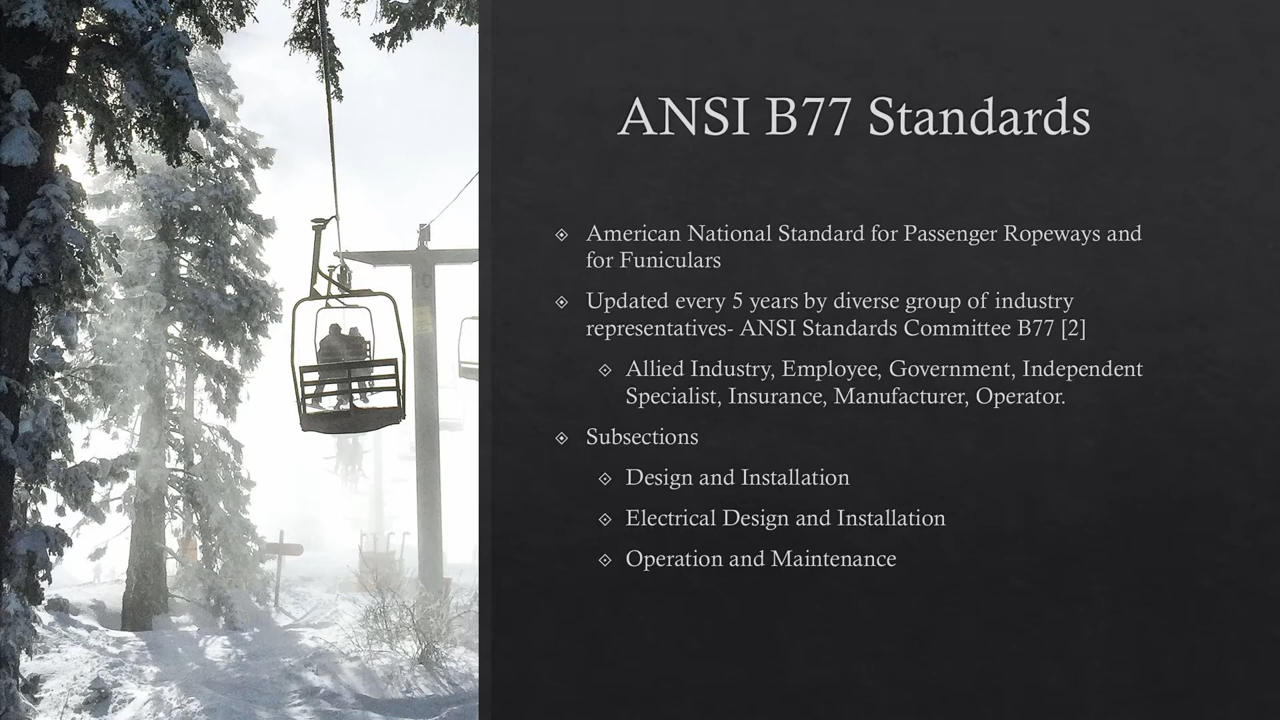 ANSI B77 Standards
American National Standard for Passenger Ropeways and
for Funiculars
Updated every 5 years by diverse group of industry
representatives- ANSI Standards Committee B77 [2]
Allied Industry, Employee, Government, Independent
Specialist, Insurance, Manufacturer, Operator.
Subsections
Design and Installation
Electrical Design and Installation
Operation and Maintenance
10